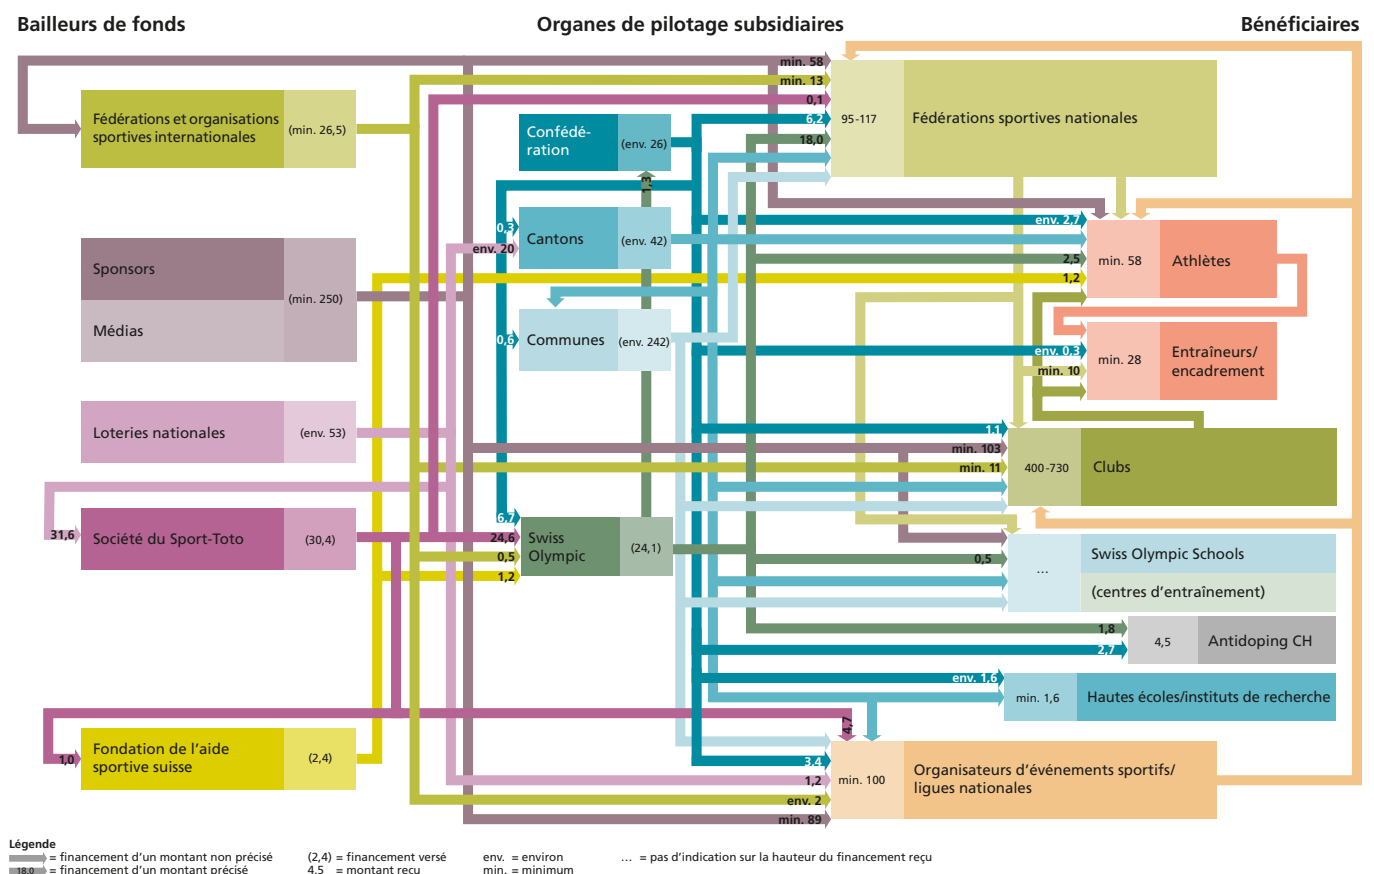 Bailleurs de fonds
Organes de pilotage subsidiaires
Bénéficiaires
min. 58
min. 13
0,1
6,2
18,0
95-117
Fédérations sportives nationales
Fédérations et organisations
sportives internationales
(min. 26,5)
Confédé-
ration
(env. 26)
1,3
0,3
env. 20
Cantons
(env. 42)
env. 2,7
2,5
1,2
min. 58
Athlètes
Sponsors
Médias
(min. 250)
0,6
Communes
(env. 242)
env. 0,3
min. 10
min. 28
Entraîneurs/
encadrement
Loteries nationales
(env. 53)
1,1
min. 103
min. 11
400-730
Clubs
31,6
Société du Sport-Toto
(30,4)
6,7
24,6
0,5
1,2
Swiss
Olympic
(24,1)
0,5
...
Swiss Olympic Schools
(centres d'entraînement)
1,8
2,7
4,5
Antidoping CH
env. 1,6
min. 1,6
Hautes écoles/instituts de recherche
1,0
Fondation de l'aide
sportive suisse
(2,4)
4,7
3,4
1,2
env. 2
min. 89
min. 100
Organisateurs d'événements sportifs/
ligues nationales
Légende
= financement d'un montant non précisé
(2,4) = financement versé
env. = environ
... = pas d'indication sur la hauteur du financement reçu
18,0 = financement d'un montant précisé
4,5 = montant reçu
min. = minimum